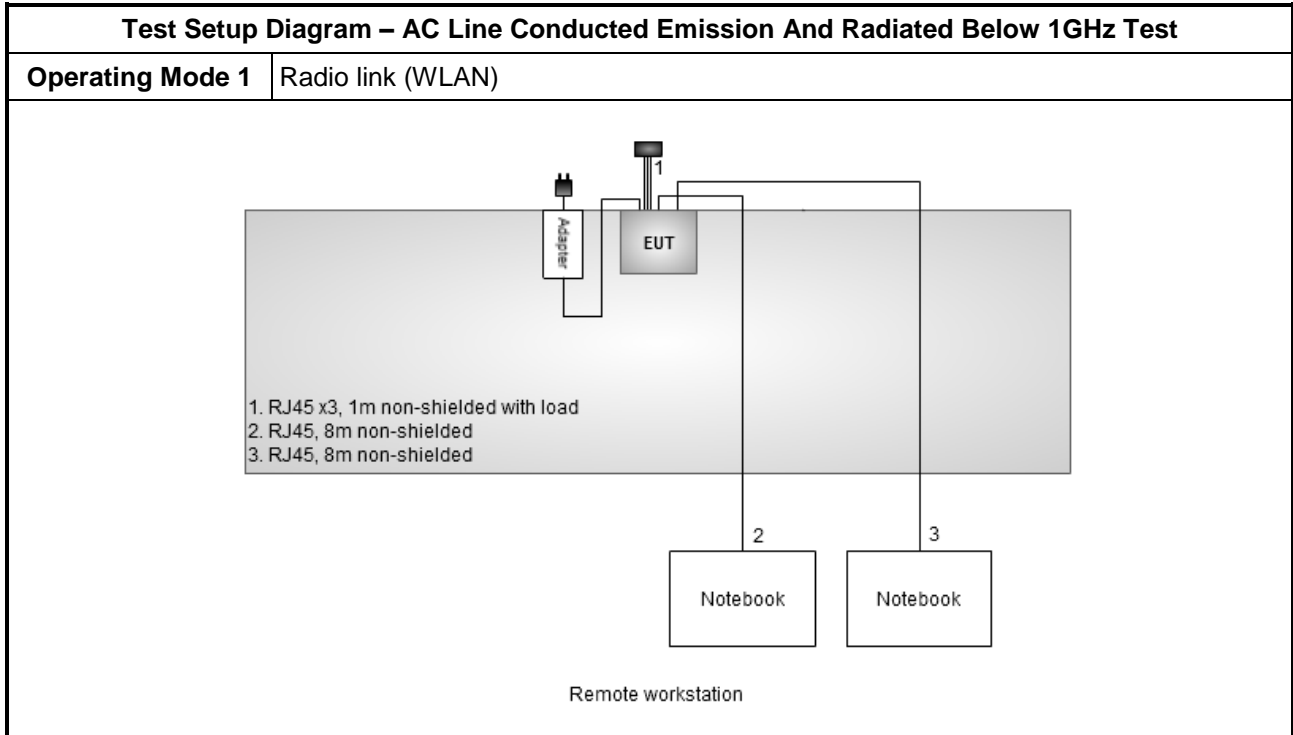 Test Setup Diagram – AC Line Conducted Emission And Radiated Below 1GHz Test
Operating Mode 1 Radio link (WLAN)
1
Adapter
EUT
1. RJ45 x3, 1m non-shielded with load
2. RJ45, 8m non-shielded
3. RJ45, 8m non-shielded
2
3
Notebook
Notebook
Remote workstation